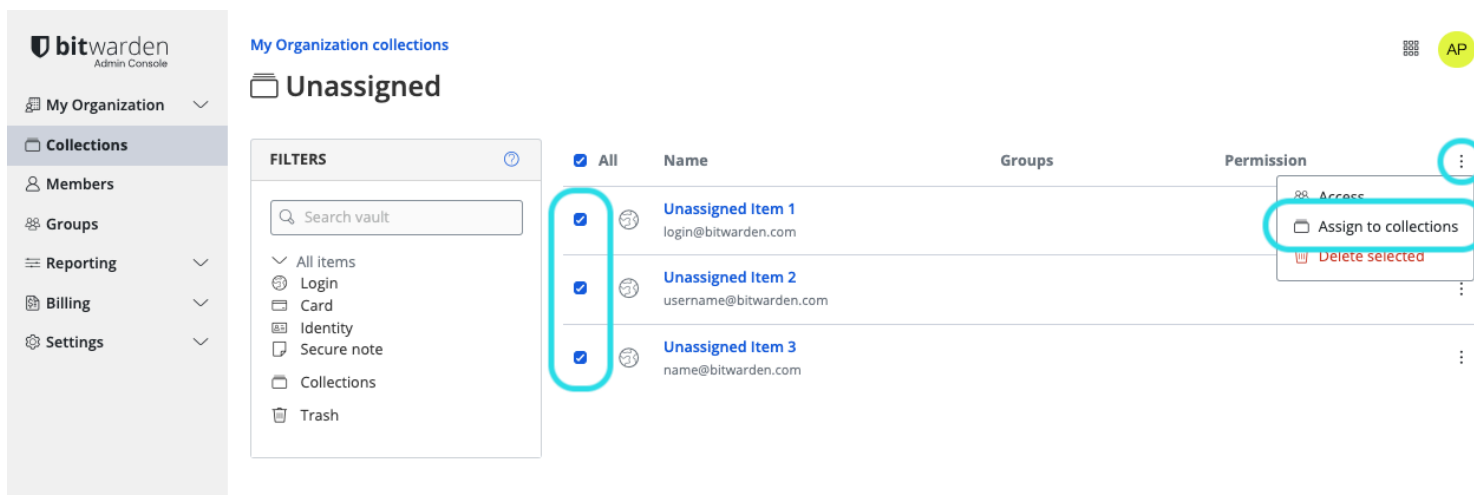 bitwarden
Admin Console
My Organization
Collections
Members
Groups
Reporting
Billing
Settings
My Organization collections
Unassigned
AP
FILTERS
Search vault
All items
Login
Card
Identity
Secure note
Collections
Trash
All Name Groups Permission
Unassigned Item 1
login@bitwarden.com
Unassigned Item 2
username@bitwarden.com
Unassigned Item 3
name@bitwarden.com
Access
Assign to collections
Delete selected